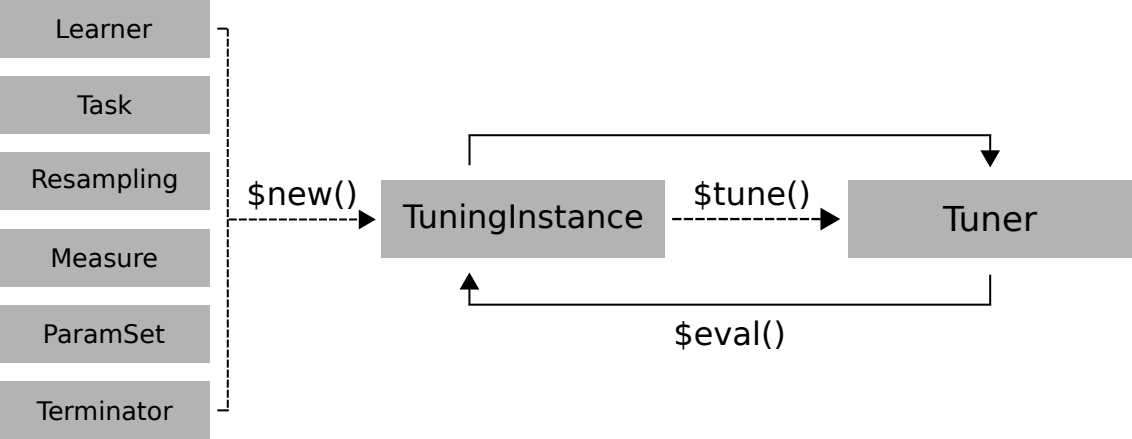 Learner
Task
Resampling
Measure
ParamSet
Terminator
$new()
TuningInstance
$tune()
Tuner
$eval()